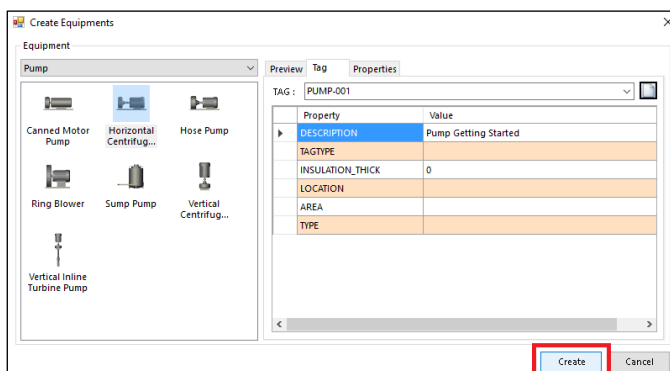 Create Equipments
Equipment
Pump
Canned Motor
Pump
Horizontal
Centrifug...
Hose Pump
Ring Blower
Sump Pump
Vertical
Centrifug...
Vertical Inline
Turbine Pump
Preview Tag Properties
TAG : PUMP-001
Property Value
DESCRIPTION Pump Getting Started
TAGTYPE
INSULATION_THICK 0
LOCATION
AREA
TYPE
Create Cancel